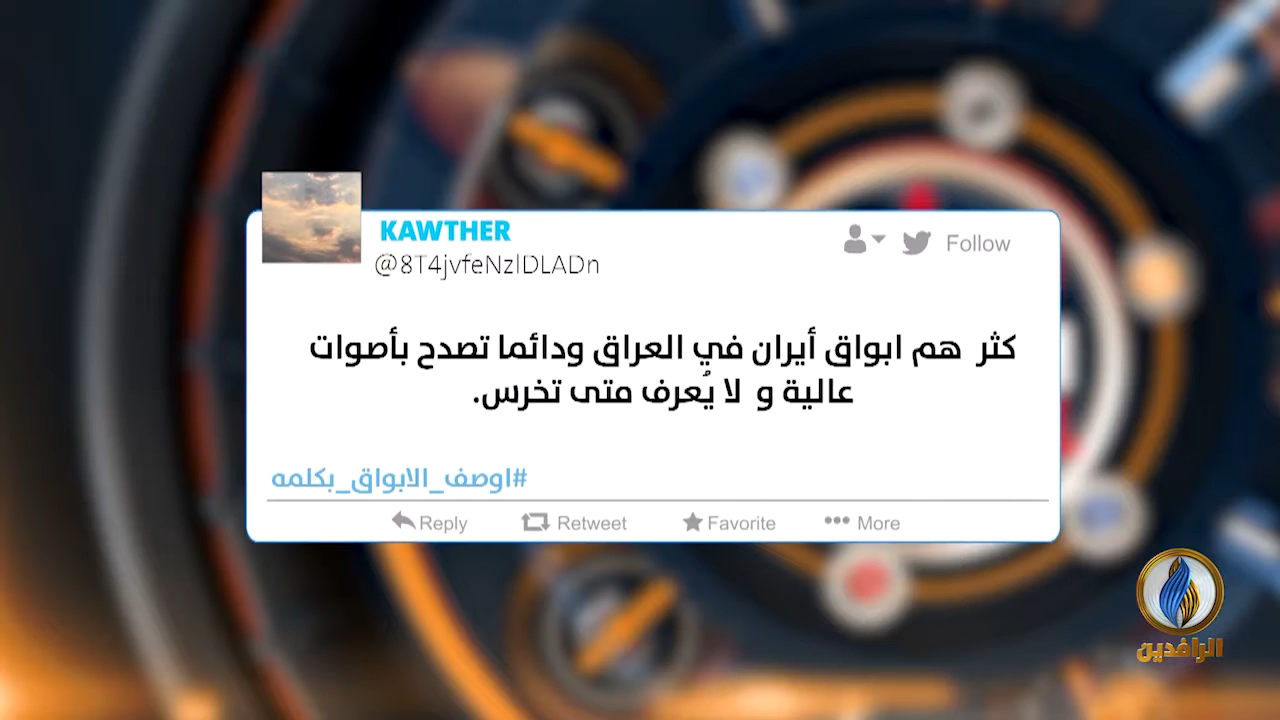 KAWTHER
@8T4jvfeNzlDLADn
Follow
كثر هم ابواق أيران في العراق ودائما تصدح بأصوات
عالية و لا يُعرف متى تخرس.
#اوصف_الابواق_بكلمه
Reply Retweet Favorite More
الرافدين